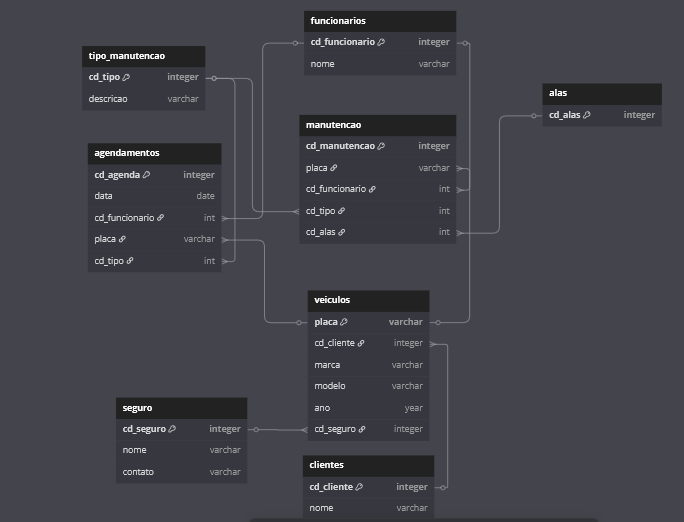 funcionarios
cd_funcionario integer
nome varchar
tipo_manutencao
cd_tipo integer
descricao varchar
alas
cd_alas integer
manutencao
cd_manutencao integer
placa varchar
cd_funcionario int
cd_tipo int
cd_alas int
agendamentos
cd_agenda integer
data date
cd_funcionario int
placa varchar
cd_tipo int
veiculos
placa varchar
cd_cliente integer
marca varchar
modelo varchar
ano year
cd_seguro integer
seguro
cd_seguro integer
nome varchar
contato varchar
clientes
cd_cliente integer
nome varchar